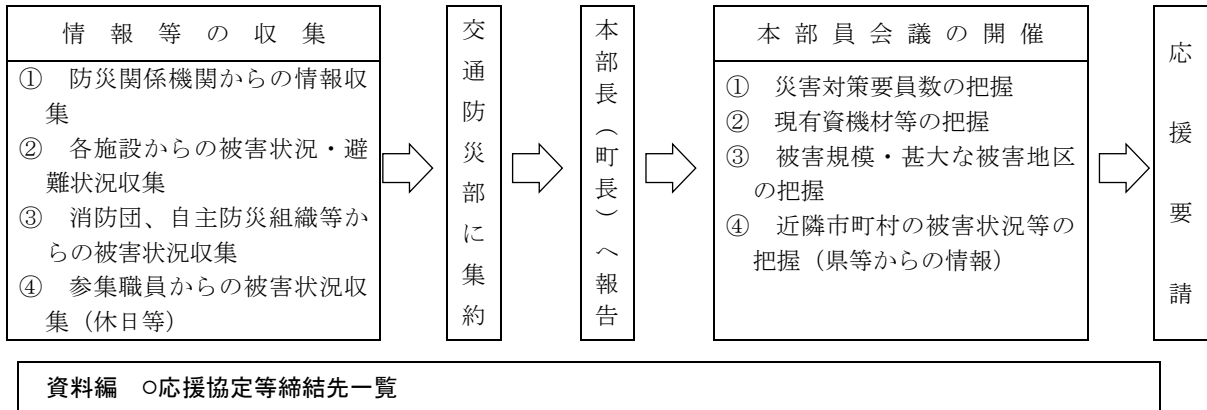 情報等の収集
① 防災関係機関からの情報収
集
② 各施設からの被害状況・避
難状況収集
③ 消防団、自主防災組織等か
らの被害状況収集
④ 参集職員からの被害状況収
集（休日等）
交通防災部に集約
本部長（町長）へ報告
本部員会議の開催
① 災害対策要員数の把握
② 現有資機材等の把握
③ 被害規模・甚大な被害地区
の把握
④ 近隣市町村の被害状況等の
把握（県等からの情報）
応援要請
資料編 ○応援協定等締結先一覧